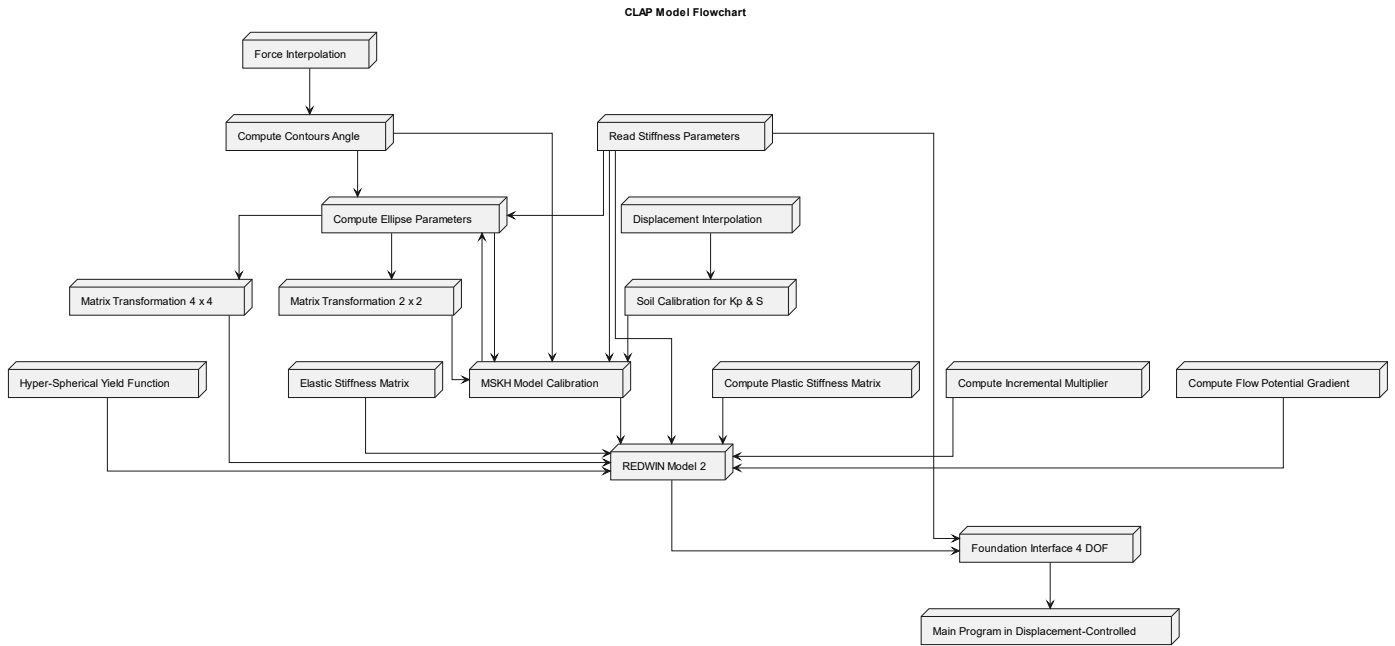 CLAP Model Flowchart
Force Interpolation
Compute Contours Angle
Read Stiffness Parameters
Compute Ellipse Parameters
Displacement Interpolation
Matrix Transformation 4 x 4
Matrix Transformation 2 x 2
Soil Calibration for Kp & S
Hyper-Spherical Yield Function
Elastic Stiffness Matrix
MSKH Model Calibration
Compute Plastic Stiffness Matrix
Compute Incremental Multiplier
Compute Flow Potential Gradient
REDWIN Model 2
Foundation Interface 4 DOF
Main Program in Displacement-Controlled